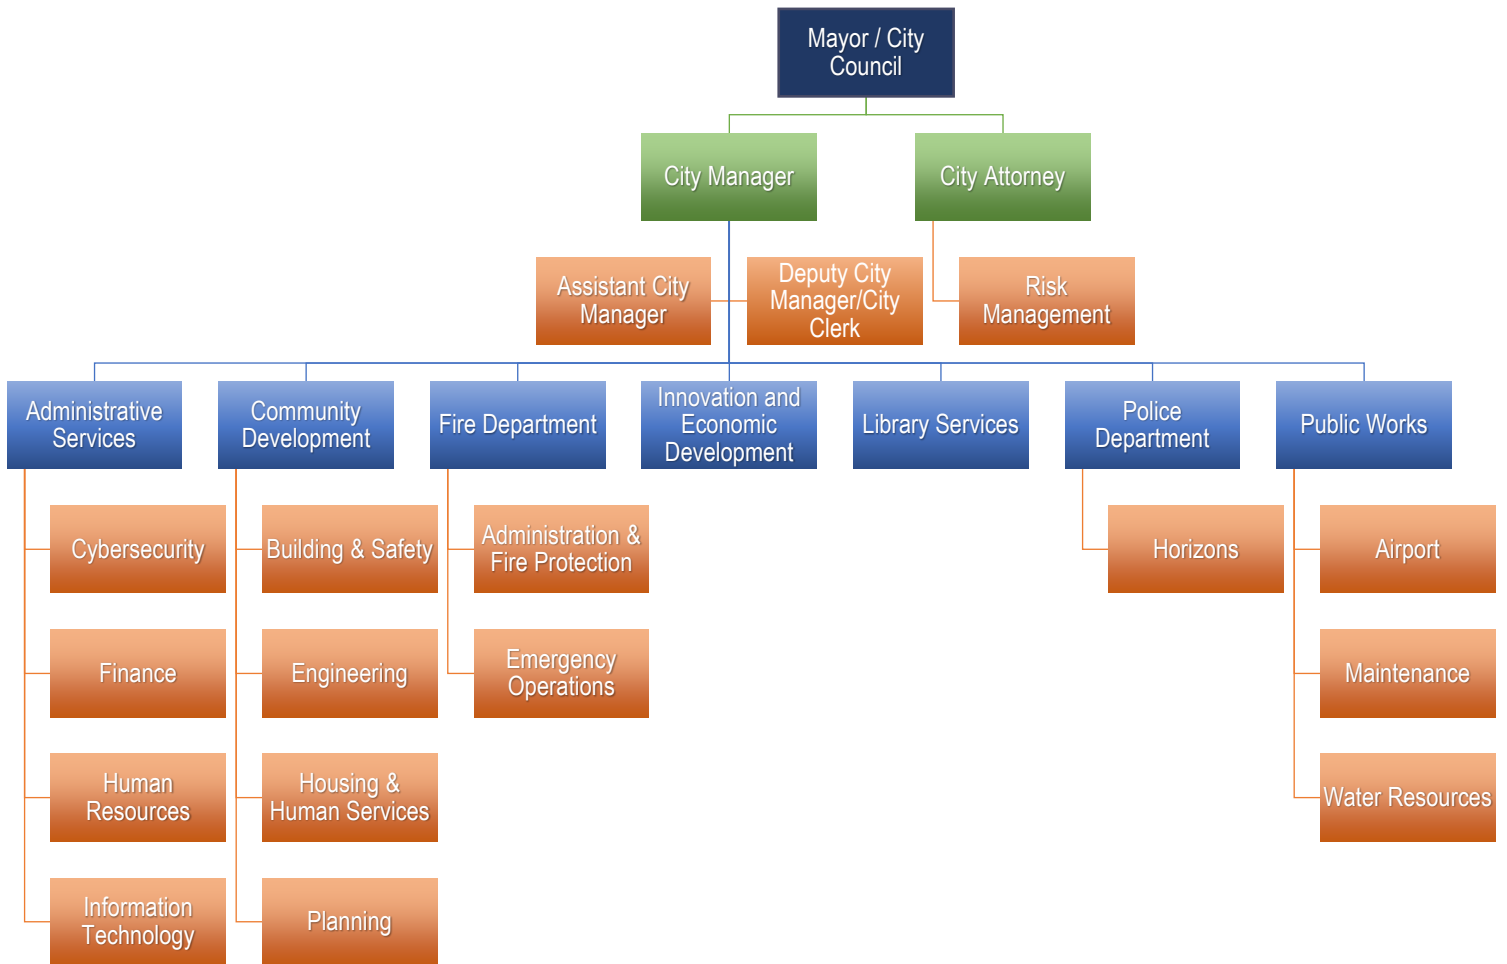 Mayor / City
Council
City Manager
City Attorney
Assistant City
Manager
Deputy City
Manager/City
Clerk
Risk
Management
Administrative
Services
Community
Development
Fire Department
Innovation and
Economic
Development
Library Services
Police
Department
Public Works
Cybersecurity
Building & Safety
Administration &
Fire Protection
Horizons
Airport
Finance
Engineering
Emergency
Operations
Maintenance
Human
Resources
Housing &
Human Services
Water Resources
Information
Technology
Planning